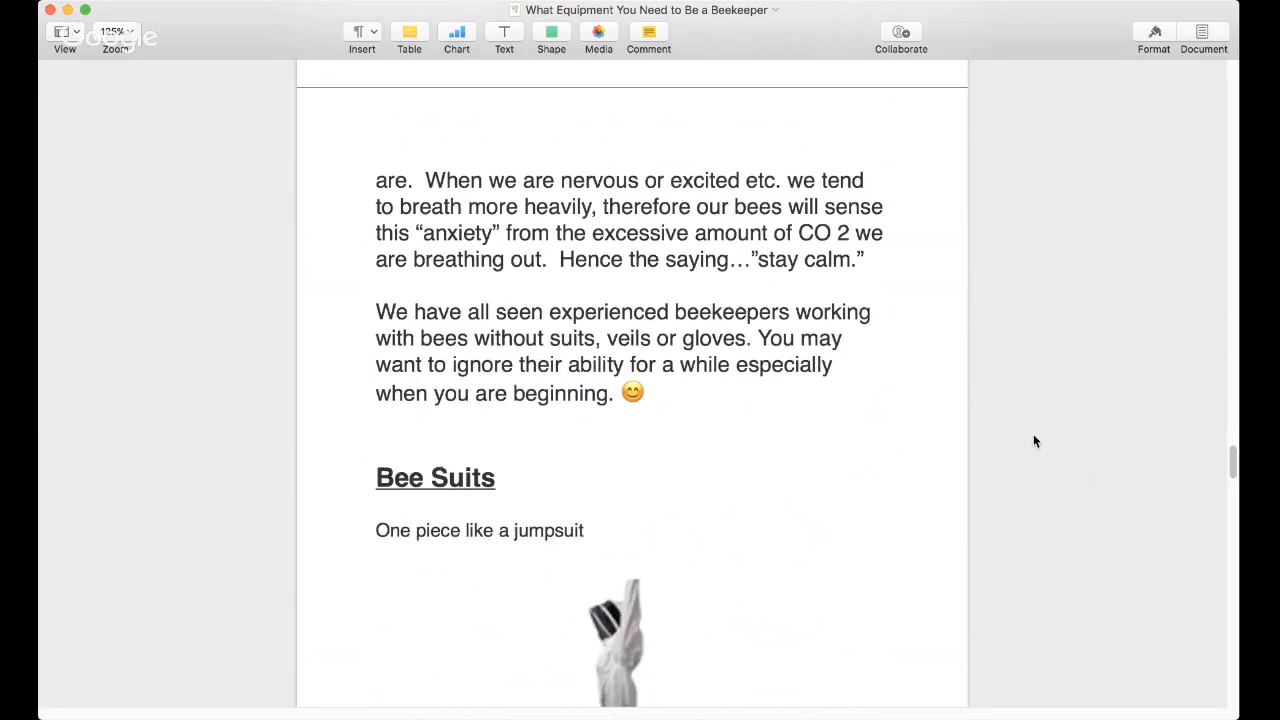 What Equipment You Need to Be a Beekeeper
125%
Google
View
Zoom
Insert
Table
Chart
Text
Shape
Media
Comment
Collaborate
Format
Document
are.  When we are nervous or excited etc. we tend
to breath more heavily, therefore our bees will sense
this “anxiety” from the excessive amount of CO 2 we
are breathing out.  Hence the saying…”stay calm.”
We have all seen experienced beekeepers working
with bees without suits, veils or gloves. You may
want to ignore their ability for a while especially
when you are beginning. 😊
Bee Suits
One piece like a jumpsuit